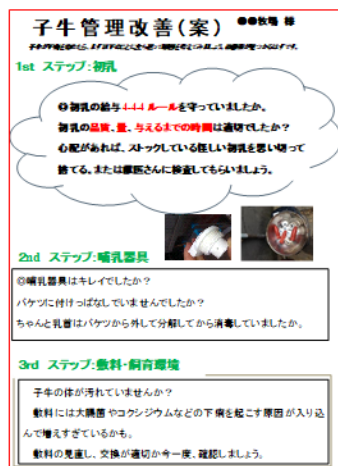 子牛管理改善(案) ●●牧場 様
1st ステップ:初乳
◎初乳の給与4-4-4 ルールを守っていましたか。
初乳の品質、量、与えるまでの時間は適切でしたか?
心配があれば、ストックしている怪しい初乳を思い切って
捨てる。または獣医さんに検査してもらいましょう。
2nd ステップ:哺乳器具
◎哺乳器具はキレイでしたか?
バケツに付けっぱなしでいませんでしたか?
ちゃんと乳首はバケツから外して分解してから消毒していましたか。
3rd ステップ:敷料・飼育環境
子牛の体が汚れていませんか?
敷料には大腸菌やコクシジウムなどの下痢を起こす原因が入り込
んで増えすぎているかも。
敷料の見直し、交換が適切か今一度、確認しましょう。